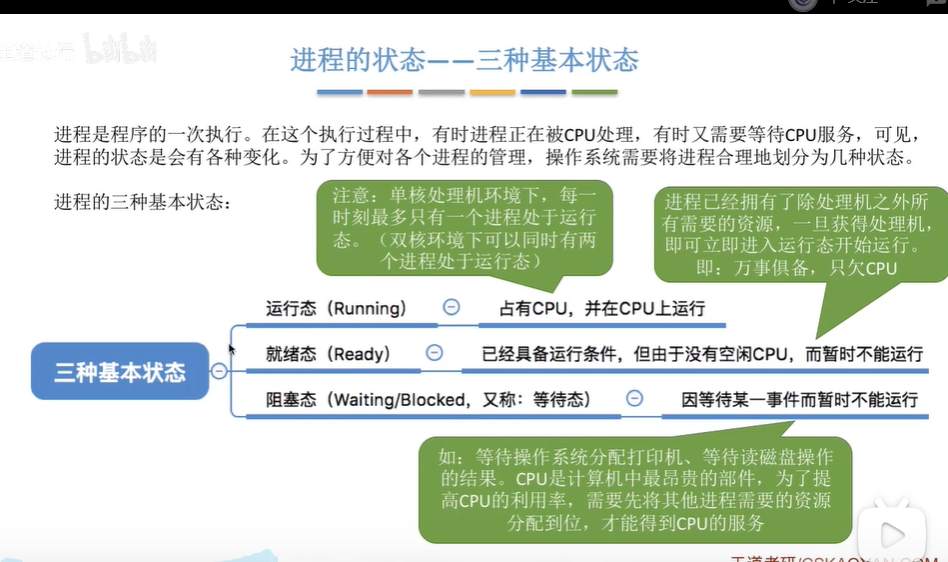 bilibili
进程的状态——三种基本状态
进程是程序的一次执行。在这个执行过程中，有时进程正在被CPU处理，有时又需要等待CPU服务，可见，
进程的状态是会有各种变化。为了方便对各个进程的管理，操作系统需要将进程合理地划分为几种状态。
进程的三种基本状态：
注意：单核处理机环境下，每一
时刻最多只有一个进程处于运行
态。（双核环境下可以同时有两
个进程处于运行态）
进程已经拥有了除处理机之外所
有需要的资源，一旦获得处理机，
即可立即进入运行态开始运行。
即：万事俱备，只欠CPU
三种基本状态
运行态（Running）
占有CPU，并在CPU上运行
就绪态（Ready）
已经具备运行条件，但由于没有空闲CPU，而暂时不能运行
阻塞态（Waiting/Blocked，又称：等待态）
因等待某一事件而暂时不能运行
如：等待操作系统分配打印机、等待读磁盘操作
的结果。CPU是计算机中最昂贵的部件，为了提
高CPU的利用率，需要先将其他进程需要的资源
分配到位，才能得到CPU的服务